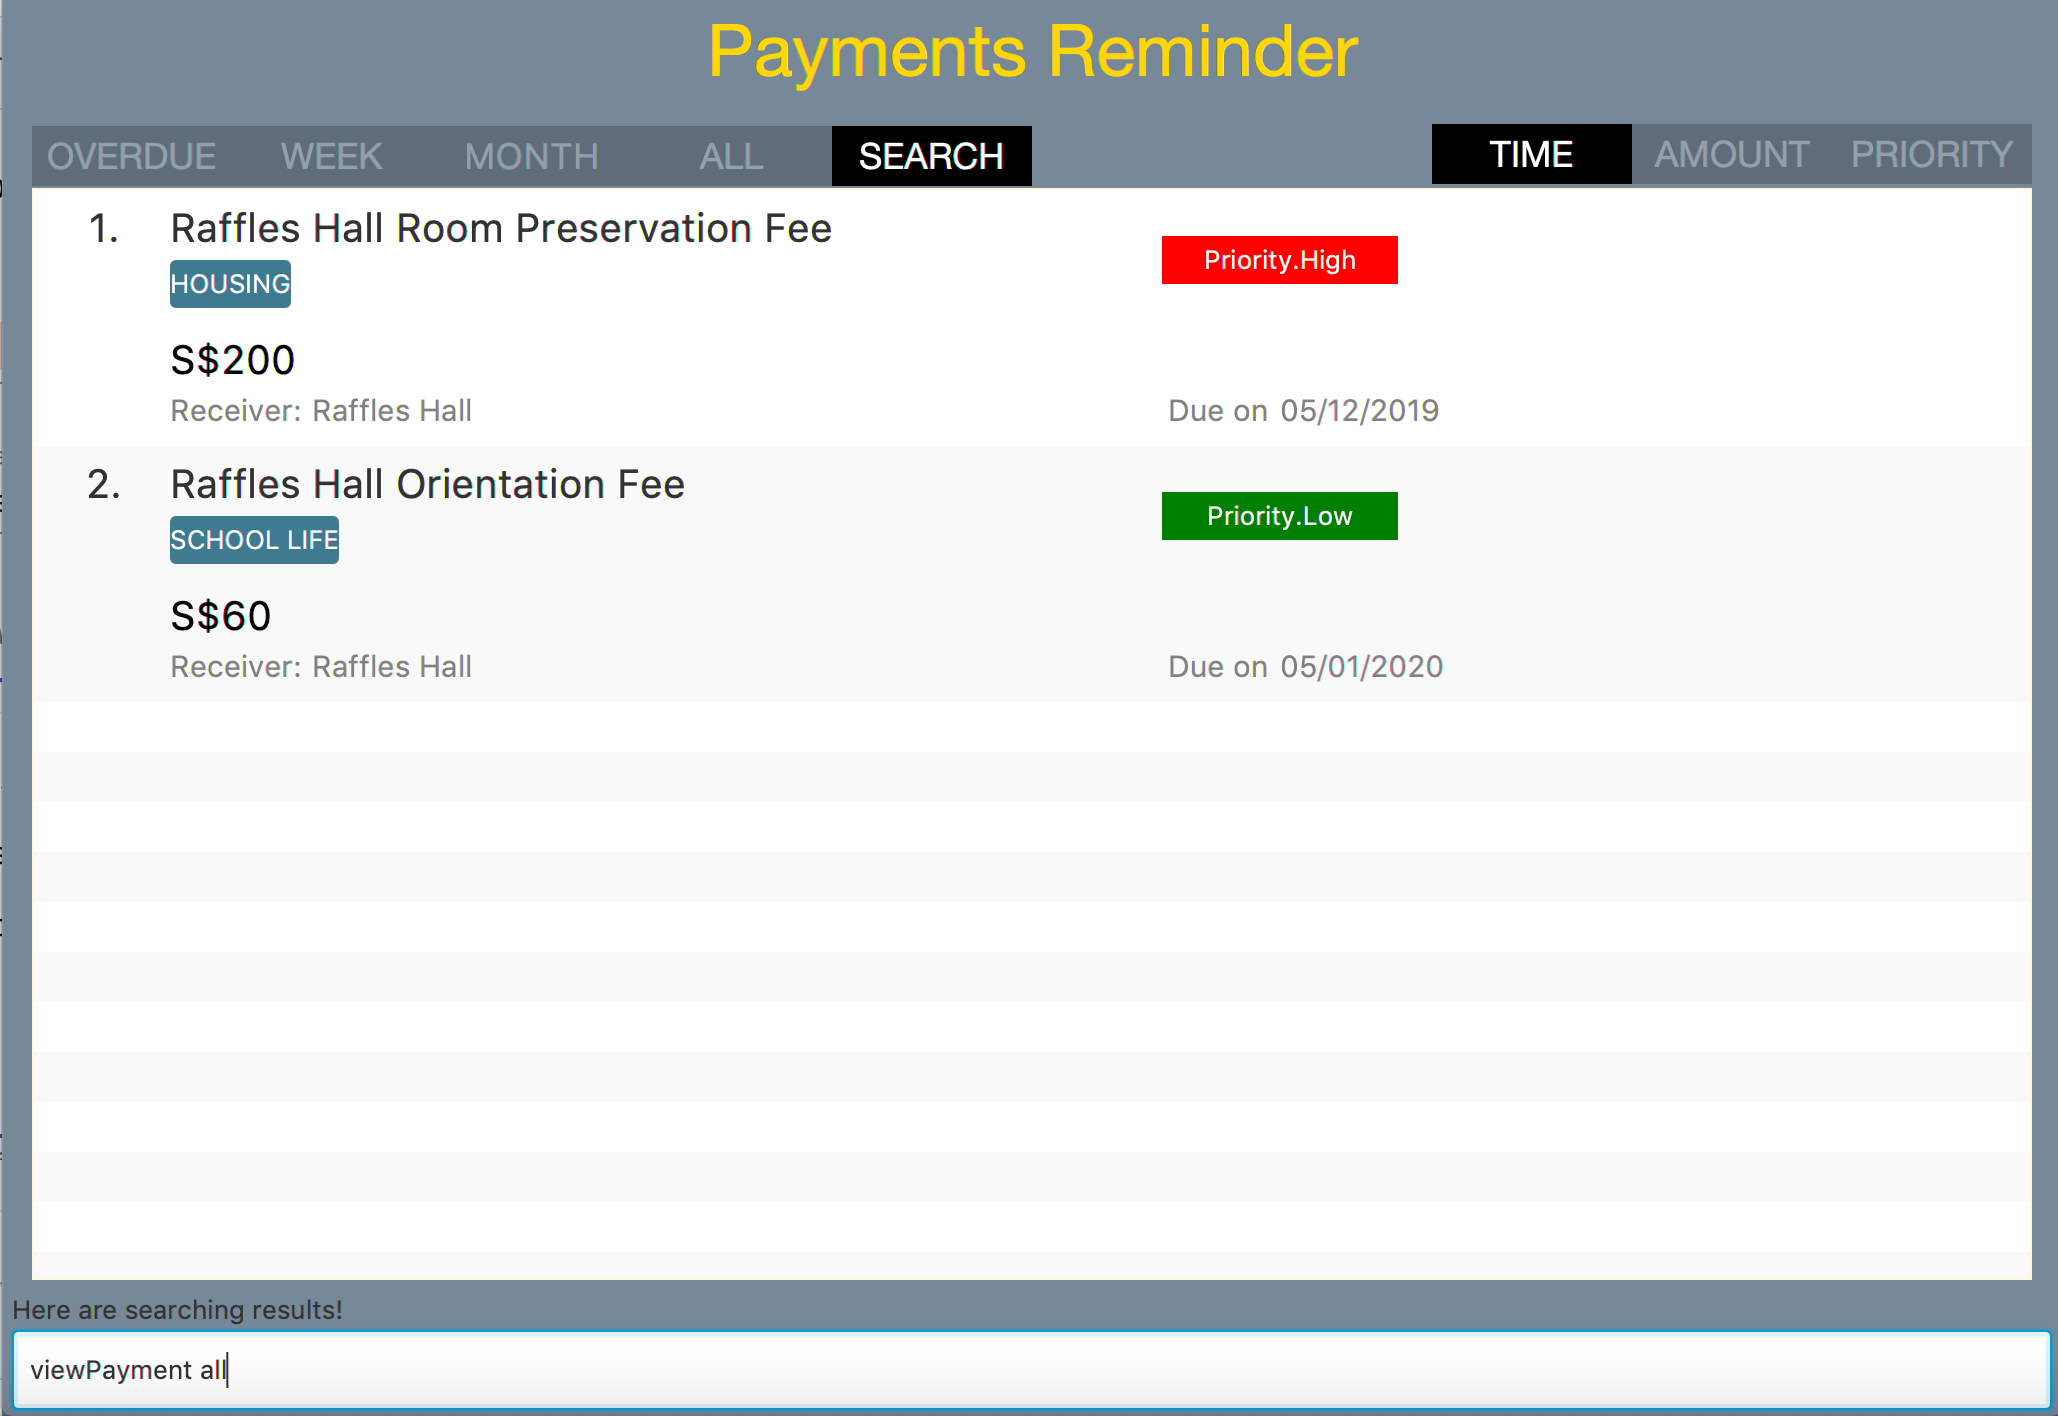 Payments Reminder
OVERDUE WEEK MONTH ALL SEARCH TIME AMOUNT PRIORITY
1. Raffles Hall Room Preservation Fee
Priority.High
HOUSING
S$200
Receiver: Raffles Hall Due on 05/12/2019
2. Raffles Hall Orientation Fee
Priority.Low
SCHOOL LIFE
S$60
Receiver: Raffles Hall Due on 05/01/2020
Here are searching results!
viewPayment all